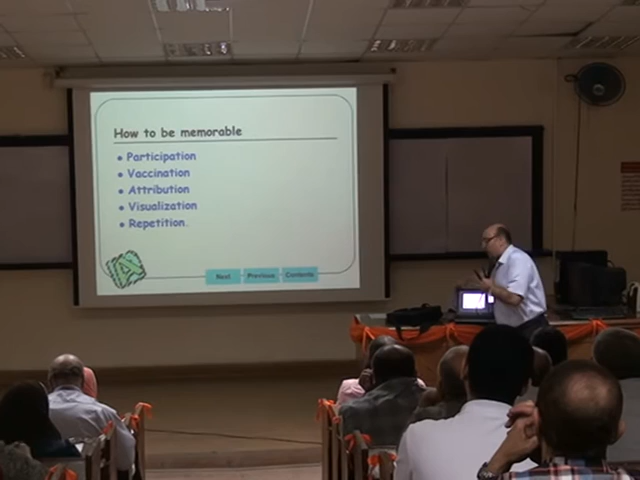 How to be memorable
• Participation
• Vaccination
• Attribution
• Visualization
• Repetition.
Next Previous Contents